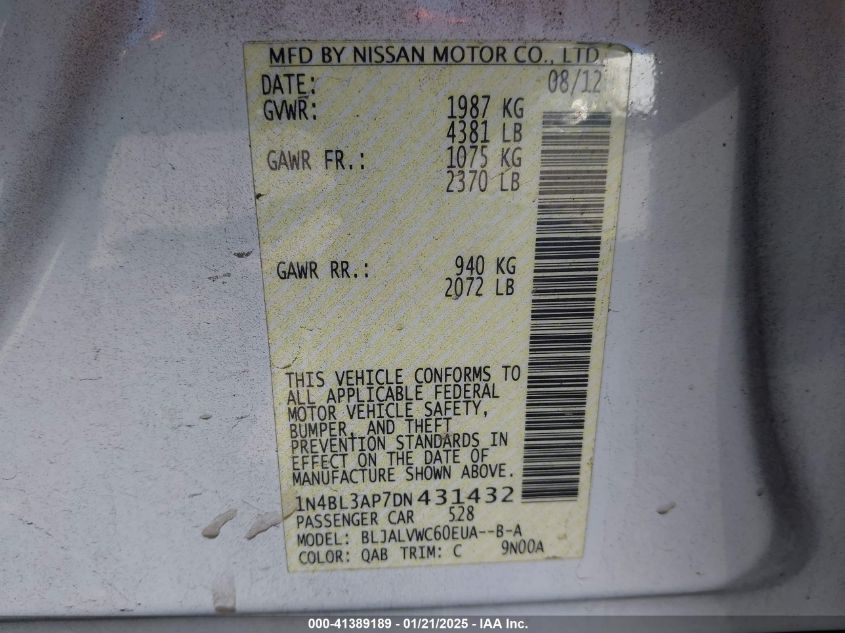 MFD BY NISSAN MOTOR CO., LTD.
DATE: 08/12
GVWR: 1987 KG
4381 LB
GAWR FR.: 1075 KG
2370 LB
GAWR RR.: 940 KG
2072 LB
THIS VEHICLE CONFORMS TO
ALL APPLICABLE FEDERAL
MOTOR VEHICLE SAFETY,
BUMPER, AND THEFT
PREVENTION STANDARDS IN
EFFECT ON THE DATE OF
MANUFACTURE SHOWN ABOVE.
1N4BL3AP7DN431432
PASSENGER CAR 528
MODEL: BLJALVWC60EUA--B-A
COLOR: QAB TRIM: C 9N00A
000-41389189 - 01/21/2025 - IAA Inc.